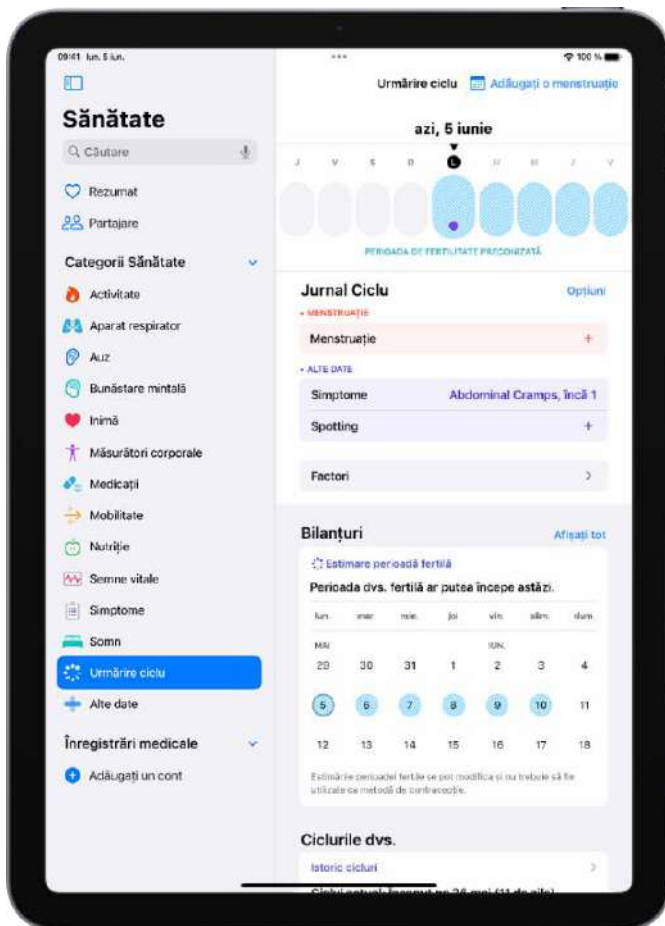 09:41 lun. 5 iun.
100 %
Urmărire ciclu
Adăugați o menstruație
Sănătate
Căutare
Rezumat
Partajare
Categorii Sănătate
Activitate
Aparat respirator
Auz
Bunăstare mintală
Inimă
Măsurători corporale
Medicații
Mobilitate
Nutriție
Semne vitale
Simptome
Somn
Urmărire ciclu
Alte date
Înregistrări medicale
Adăugați un cont
azi, 5 iunie
J V S D L M M J V
PERIOADA DE FERTILITATE PRECONIZATĂ
Jurnal Ciclu
Opțiuni
• MENSTRUAȚIE
Menstruație +
• ALTE DATE
Simptome Abdominal Cramps, încă 1
Spotting +
Factori
Bilanțuri
Afișați tot
Estimare perioadă fertilă
Perioada dvs. fertilă ar putea începe astăzi.
lun. mar. mie. joi vin. sâm. dum.
MAI IUN.
29 30 31 1 2 3 4
5 6 7 8 9 10 11
12 13 14 15 16 17 18
Estimările perioadei fertile se pot modifica și nu trebuie să fie
utilizate ca metodă de contracepție.
Ciclurile dvs.
Istoric cicluri